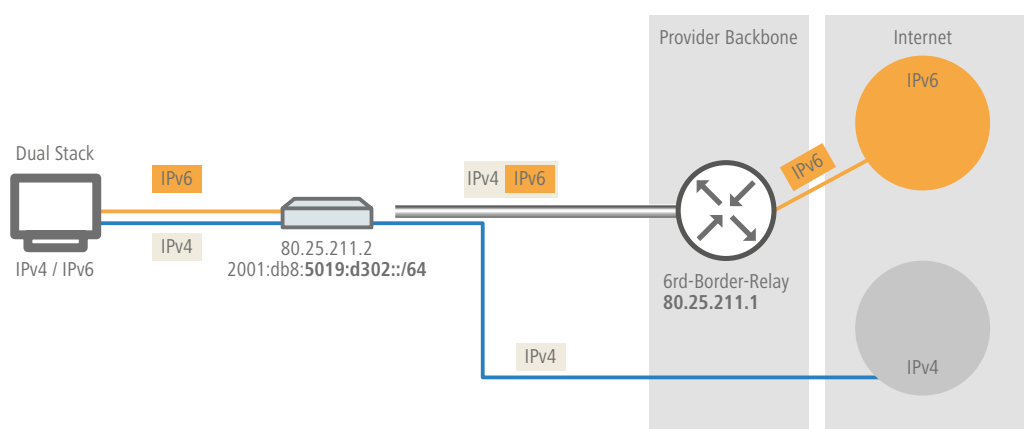 Provider Backbone
Internet
IPv6
Dual Stack
IPv6
IPv4 IPv6
IPv6
IPv4
IPv4 / IPv6
80.25.211.2
2001:db8:5019:d302::/64
6rd-Border-Relay
80.25.211.1
IPv4
IPv4